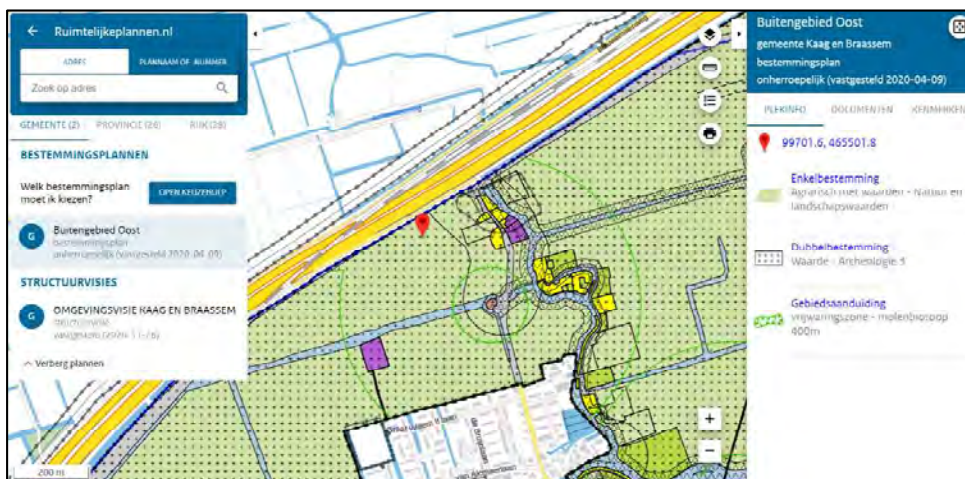 Ruimtelijkeplannen.nl
ADRES
PLANNAAM OF -NUMMER
Zoek op adres
GEMEENTE (2)
PROVINCIE (26)
RIJK (28)
BESTEMMINGSPLANNEN
Welk bestemmingsplan
moet ik kiezen?
OPEN KEUZEHULP
G
Buitengebied Oost
bestemmingsplan
onherroepelijk (vastgesteld 2020-04-09)
STRUCTUURVISIES
G
OMGEVINGSVISIE KAAG EN BRAASSEM
structuurvisie
Verberg plannen
200 m
Buitengebied Oost
gemeente Kaag en Braassem
bestemmingsplan
onherroepelijk (vastgesteld 2020-04-09)
PLEKINFO
DOCUMENTEN
KENMERKEN
99701.6, 465501.8
Enkelbestemming
Agrarisch met waarden - Natuur en
landschapswaarden
Dubbelbestemming
Waarde - Archeologie 3
Gebiedsaanduiding
vrijwaringszone - molenbiotoop
400m